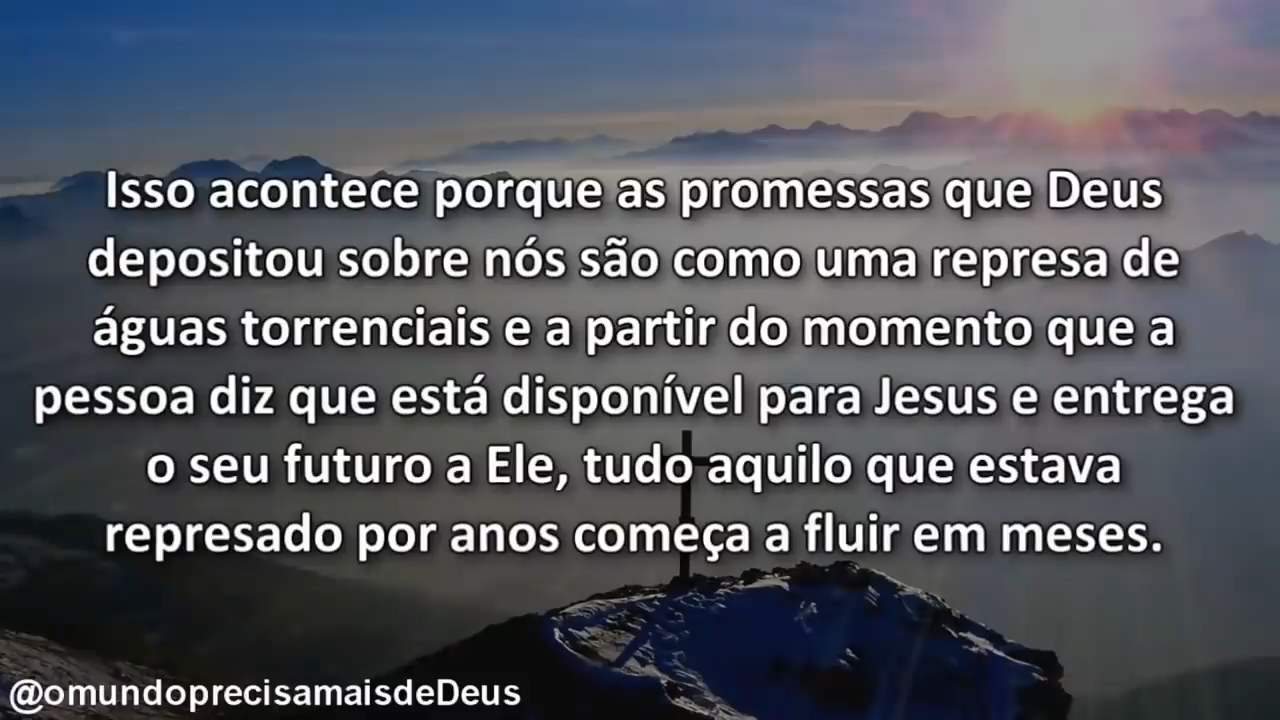 Isso acontece porque as promessas que Deus
depositou sobre nós são como uma represa de
águas torrenciais e a partir do momento que a
pessoa diz que está disponível para Jesus e entrega
o seu futuro a Ele, tudo aquilo que estava
represado por anos começa a fluir em meses.
@omundoprecisamaisdeDeus